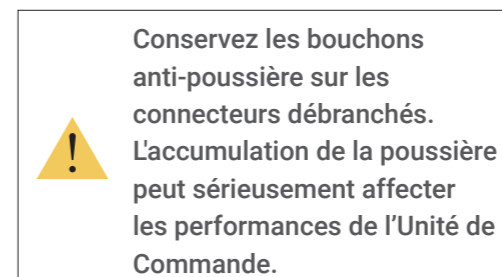 Conservez les bouchons
anti-poussière sur les
connecteurs débranchés.
L'accumulation de la poussière
peut sérieusement affecter
les performances de l’Unité de
Commande.